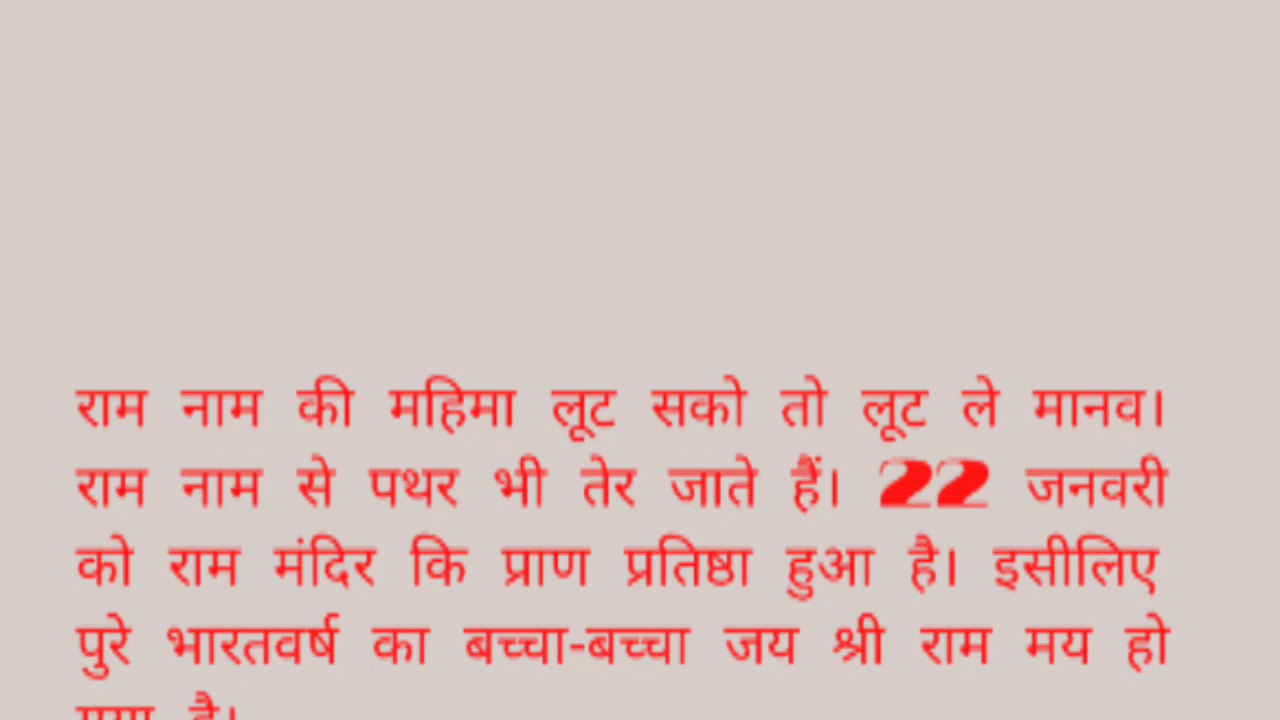 राम नाम की महिमा लूट सको तो लूट ले मानव।
राम नाम से पथर भी तेर जाते हैं। 22 जनवरी
को राम मंदिर कि प्राण प्रतिष्ठा हुआ है। इसीलिए
पुरे भारतवर्ष का बच्चा-बच्चा जय श्री राम मय हो
है।